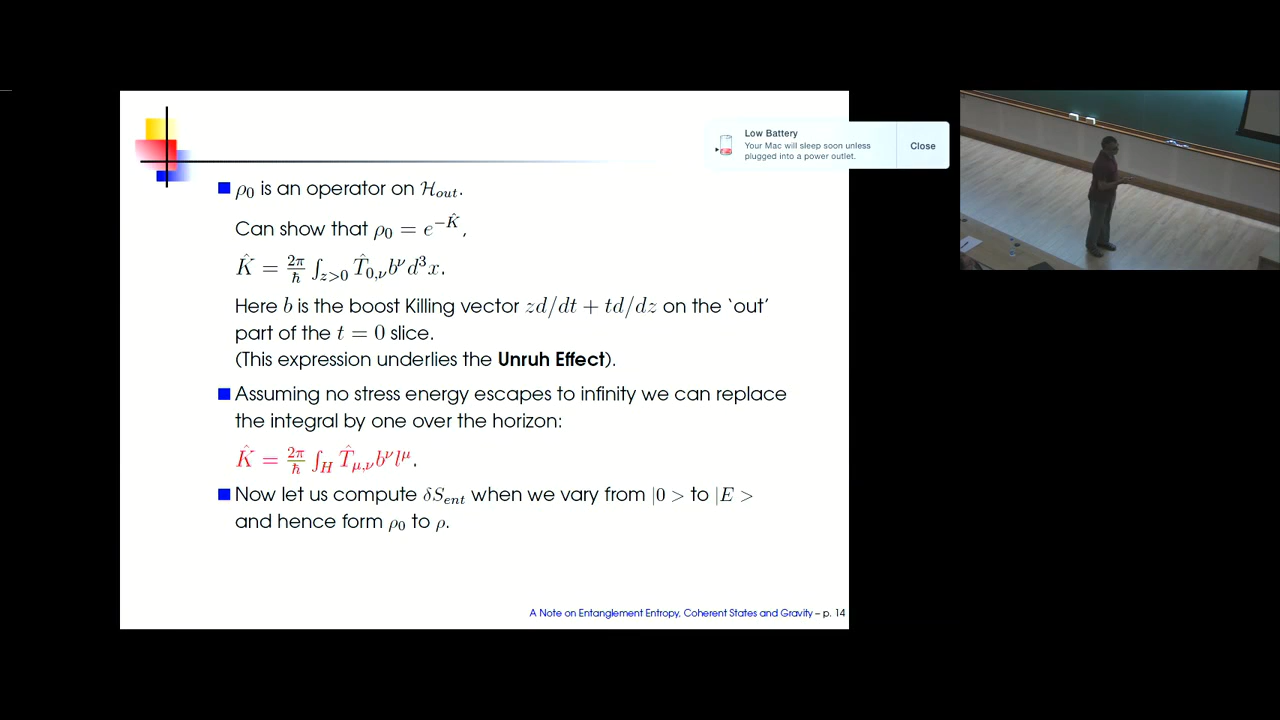 ρ₀ is an operator on ℋ_out.
Can show that ρ₀ = e^{−K̂},
K̂ = 2π/ħ ∫_{z>0} T̂_{0,ν} b^ν d³x.
Here b is the boost Killing vector zd/dt + td/dz on the `out'
part of the t = 0 slice.
(This expression underlies the Unruh Effect).
Assuming no stress energy escapes to infinity we can replace
the integral by one over the horizon:
K̂ = 2π/ħ ∫_H T̂_{μ,ν} b^ν l^μ.
Now let us compute δS_ent when we vary from |0 > to |E >
and hence form ρ₀ to ρ.
A Note on Entanglement Entropy, Coherent States and Gravity – p. 14
Low Battery
Your Mac will sleep soon unless
plugged into a power outlet.
Close